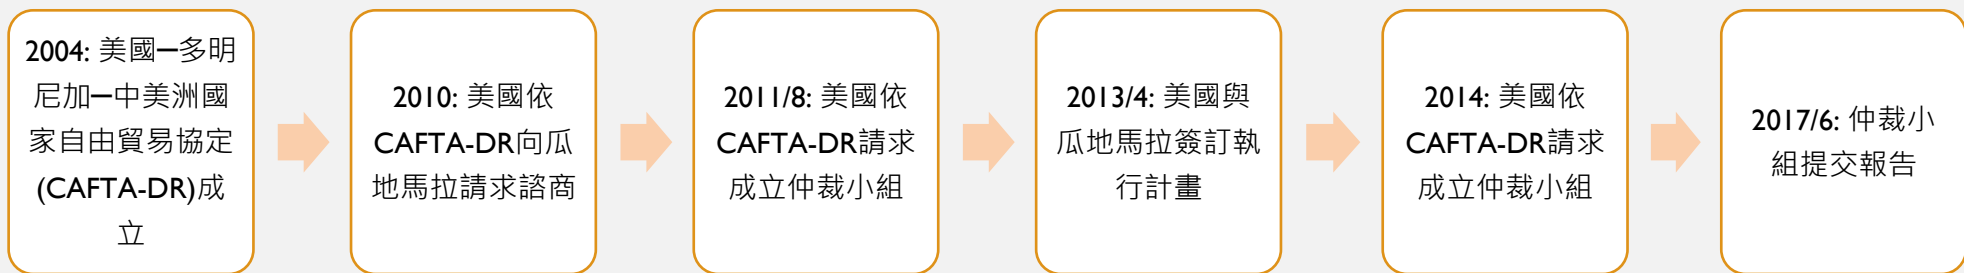 2004: 美國─多明
尼加─中美洲國
家自由貿易協定
(CAFTA-DR)成
立
2010: 美國依
CAFTA-DR向瓜
地馬拉請求諮商
2011/8: 美國依
CAFTA-DR請求
成立仲裁小組
2013/4: 美國與
瓜地馬拉簽訂執
行計畫
2014: 美國依
CAFTA-DR請求
成立仲裁小組
2017/6: 仲裁小
組提交報告